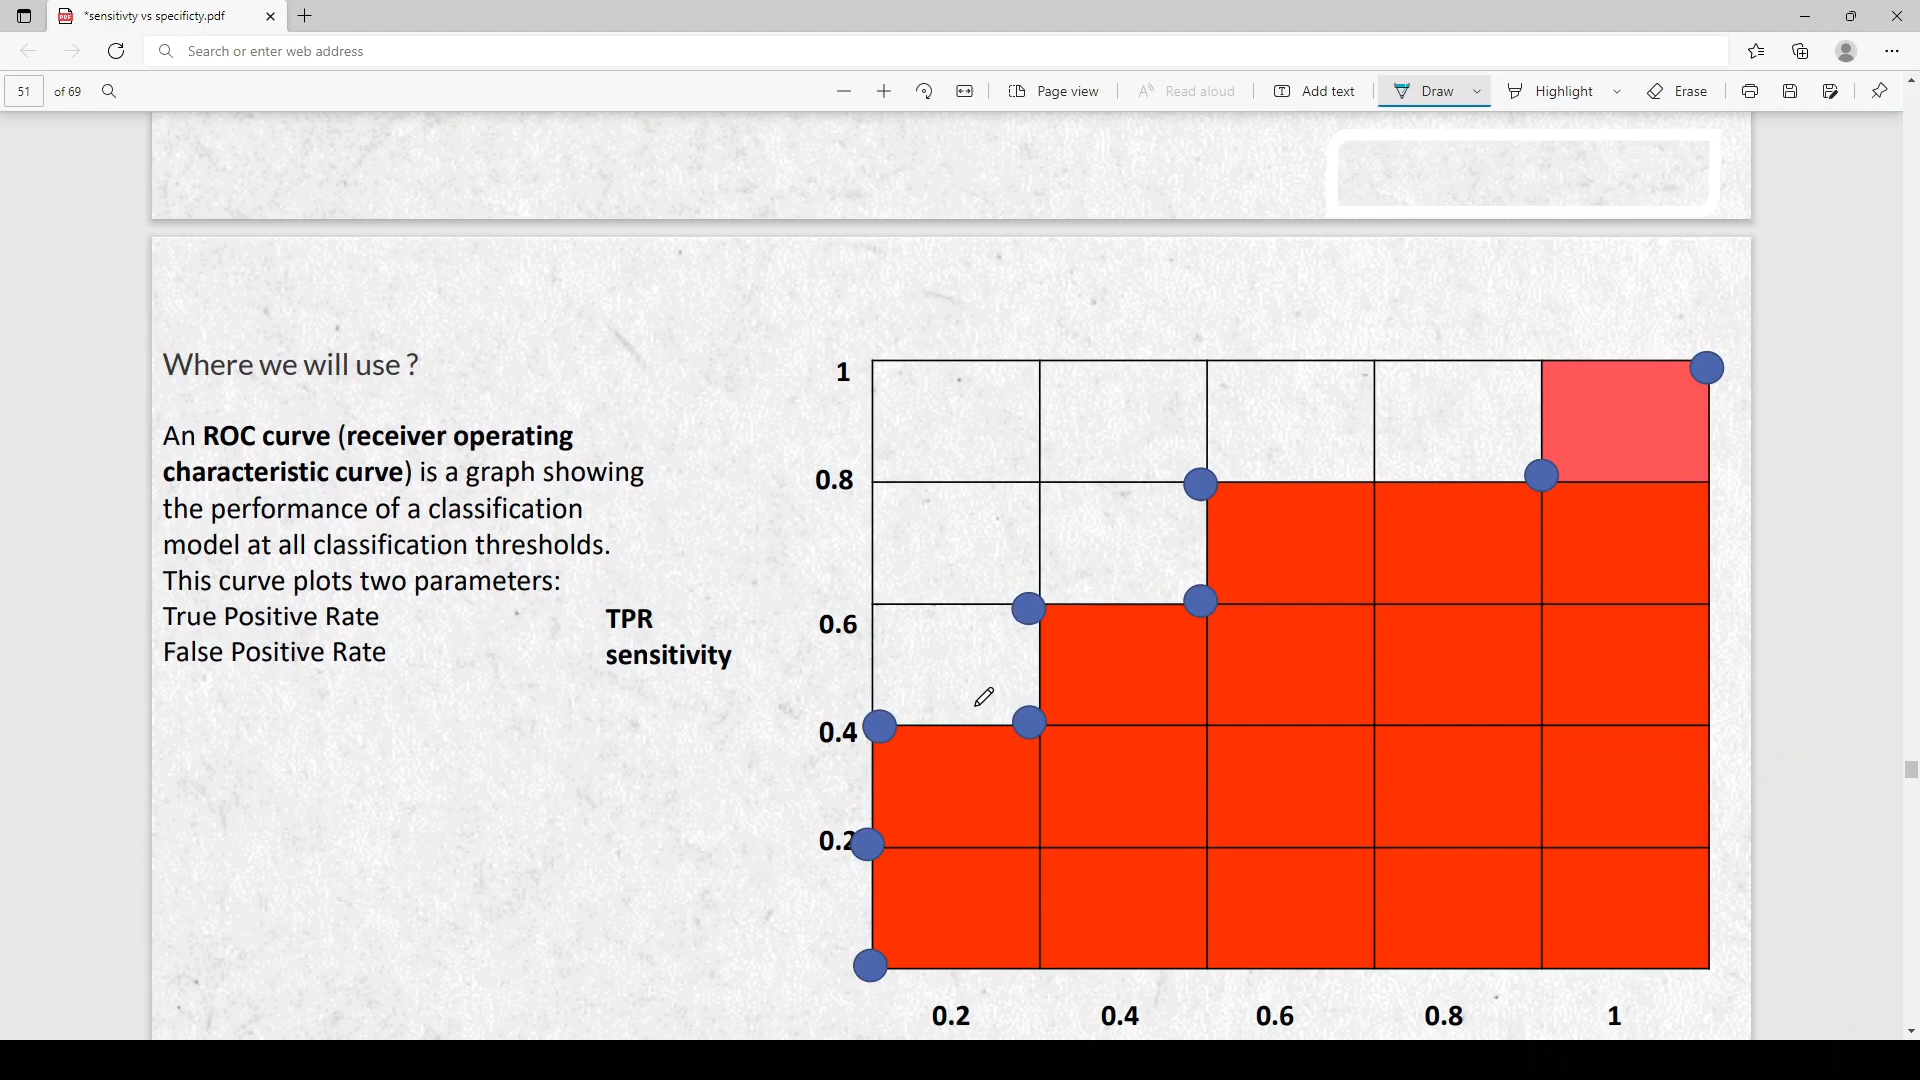 *sensitivty vs specificty.pdf
Search or enter web address
51 of 69
Page view
Read aloud
Add text
Draw
Highlight
Erase
Where we will use ?
An ROC curve (receiver operating
characteristic curve) is a graph showing
the performance of a classification
model at all classification thresholds.
This curve plots two parameters:
True Positive Rate
False Positive Rate
TPR
sensitivity
1
0.8
0.6
0.4
0.2
0.2 0.4 0.6 0.8 1